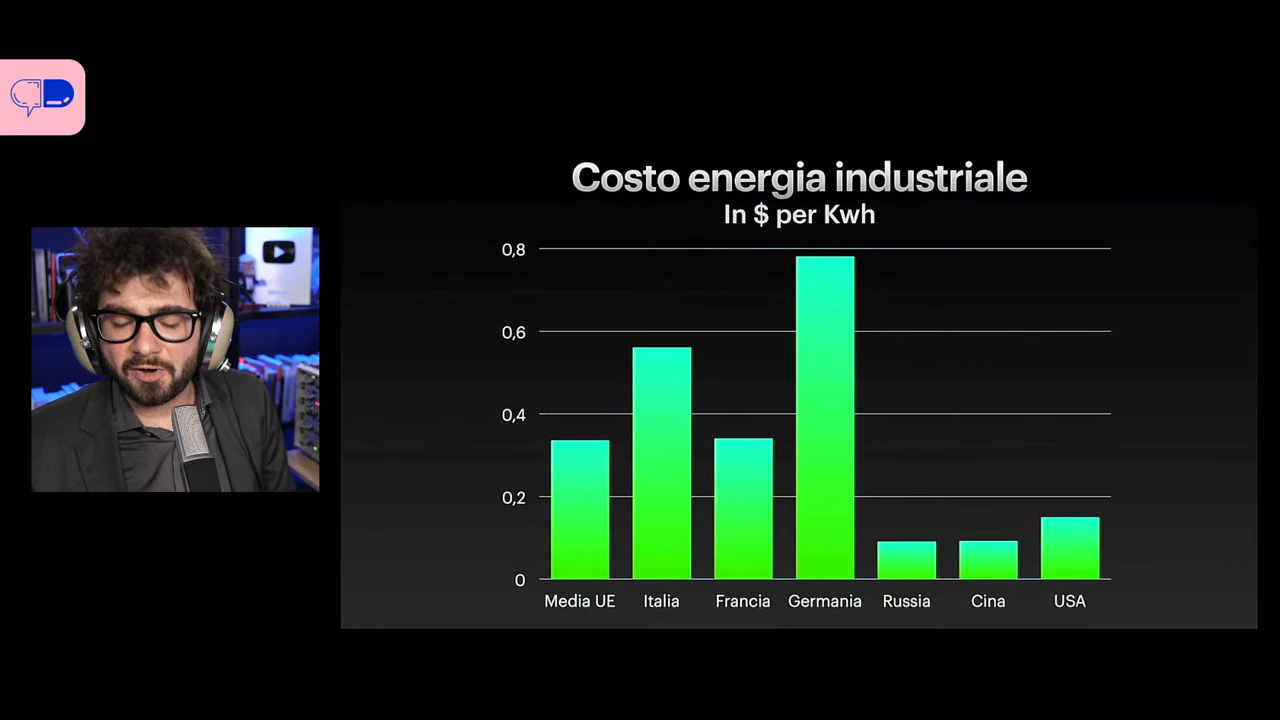 Costo energia industriale
In $ per Kwh
0,8
0,6
0,4
0,2
0
Media UE Italia Francia Germania Russia Cina USA